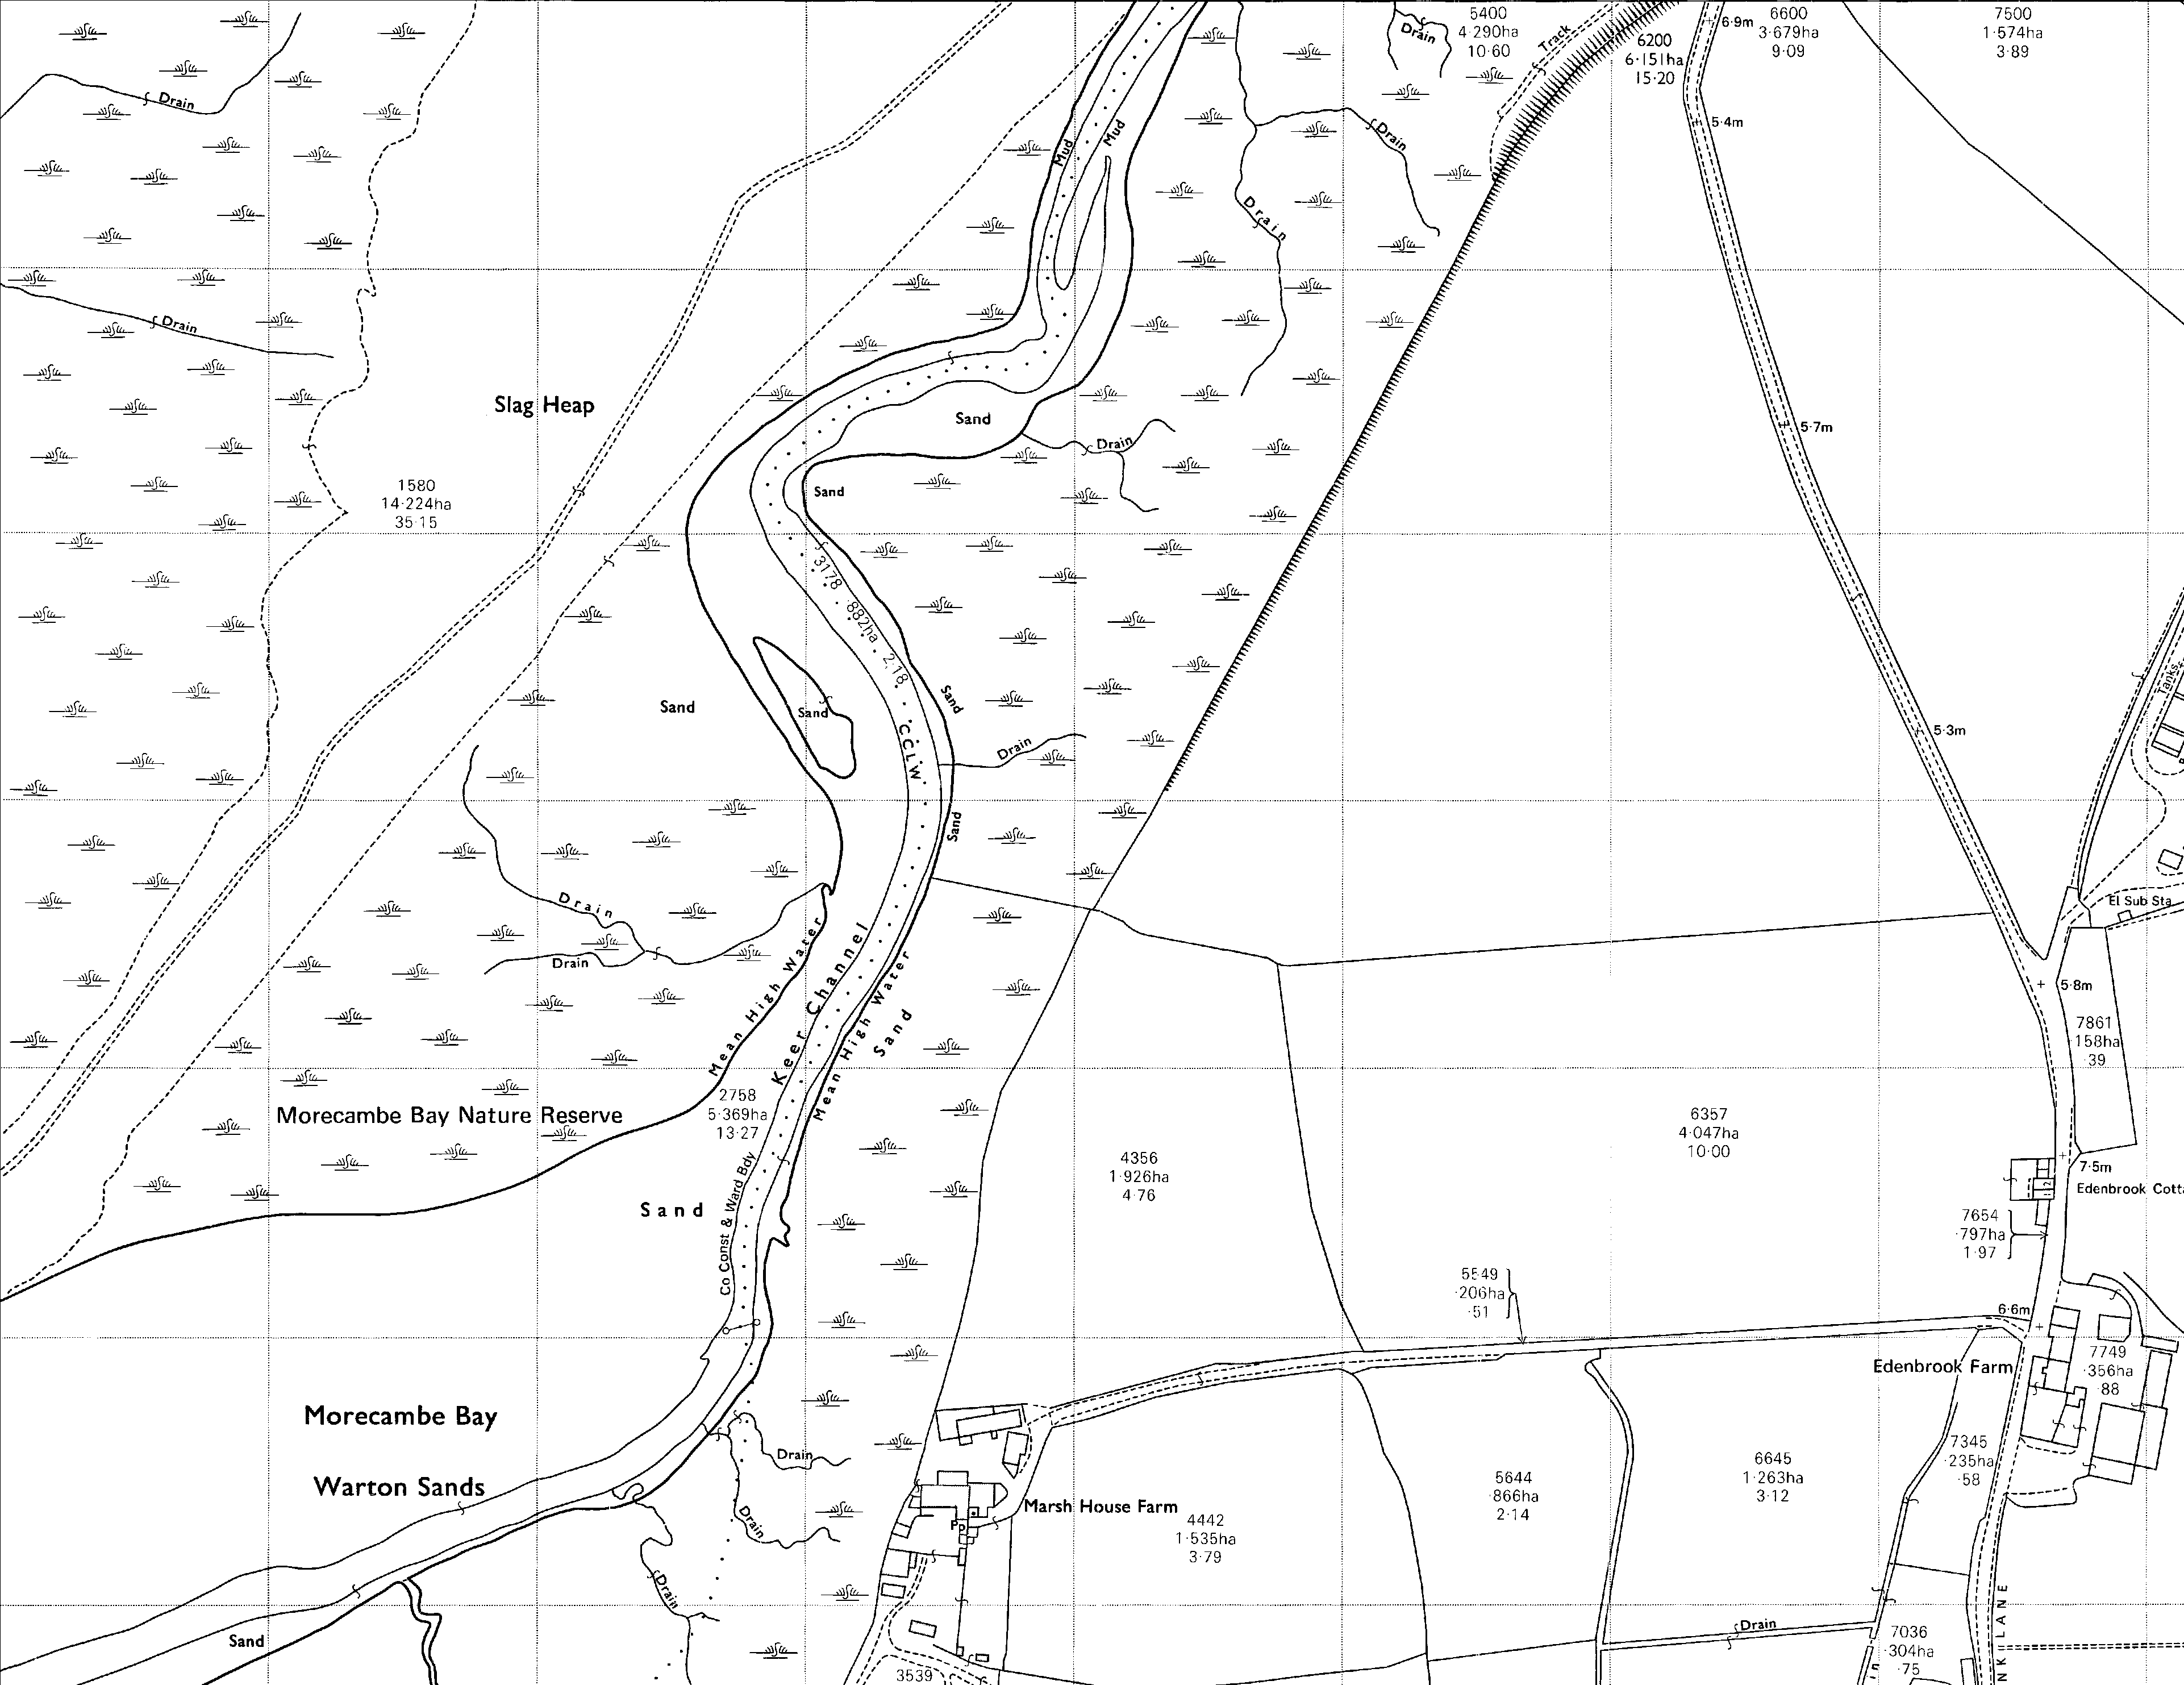 5400
4·290ha
10·60
6600
3·679ha
9·09
7500
1·574ha
3·89
6·9m
Track
6200
6·151ha
15·20
Drain
Drain
5·4m
Mud
Mud
Drain
Drain
Drain
Slag Heap
Sand
Drain
5·7m
1580
14·224ha
35·15
Sand
3178 ·882ha 2·18
Tanks
Sand
Sand
Sand
CCLW
Drain
5·3m
Sand
Drain
El Sub Sta
Drain
Mean High Water
Keer Channel
Mean High Water
Sand
5·8m
7861
·158ha
·39
2758
5·369ha
13·27
Morecambe Bay Nature Reserve
6357
4·047ha
10·00
4356
1·926ha
4·76
7·5m
Edenbrook Cott
Co Const & Ward Bdy
Sand
7654
·797ha
1·97
5549
·206ha
·51
6·6m
Edenbrook Farm
7749
·356ha
·88
Morecambe Bay
Warton Sands
Drain
Drain
Marsh House Farm
Pp
4442
1·535ha
3·79
5644
·866ha
2·14
6645
1·263ha
3·12
7345
·235ha
·58
Drain
Sand
Drain
7036
·304ha
·75
NK LANE
3539